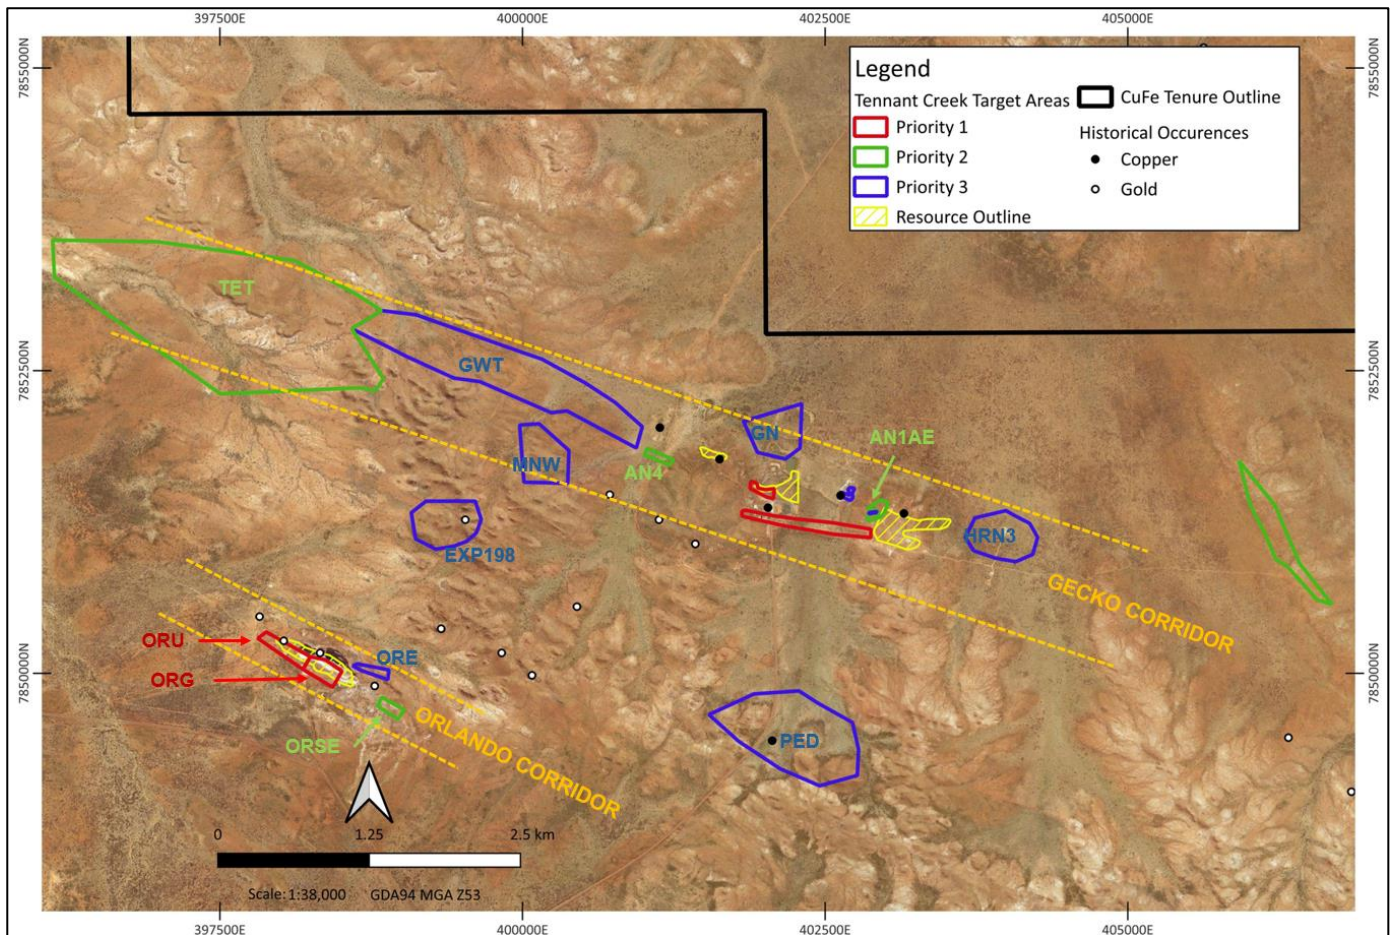 397500E
400000E
402500E
405000E
7855000N
7855000N
Legend
Tennant Creek Target Areas
Priority 1
Priority 2
Priority 3
Resource Outline
CuFe Tenure Outline
Historical Occurences
Copper
Gold
TET
GWT
7852500N
7852500N
GN
AN1AE
MNW
AN4
EXP198
HRN3
GECKO CORRIDOR
ORU
ORE
ORG
7850000N
7850000N
ORSE
ORLANDO CORRIDOR
PED
0
1.25
2.5 km
Scale: 1:38,000
GDA94 MGA Z53
397500E
400000E
402500E
405000E